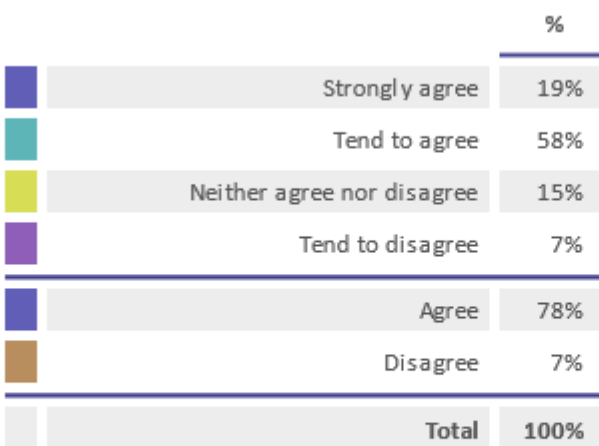 %
Strongly agree 19%
Tend to agree 58%
Neither agree nor disagree 15%
Tend to disagree 7%
Agree 78%
Disagree 7%
Total 100%